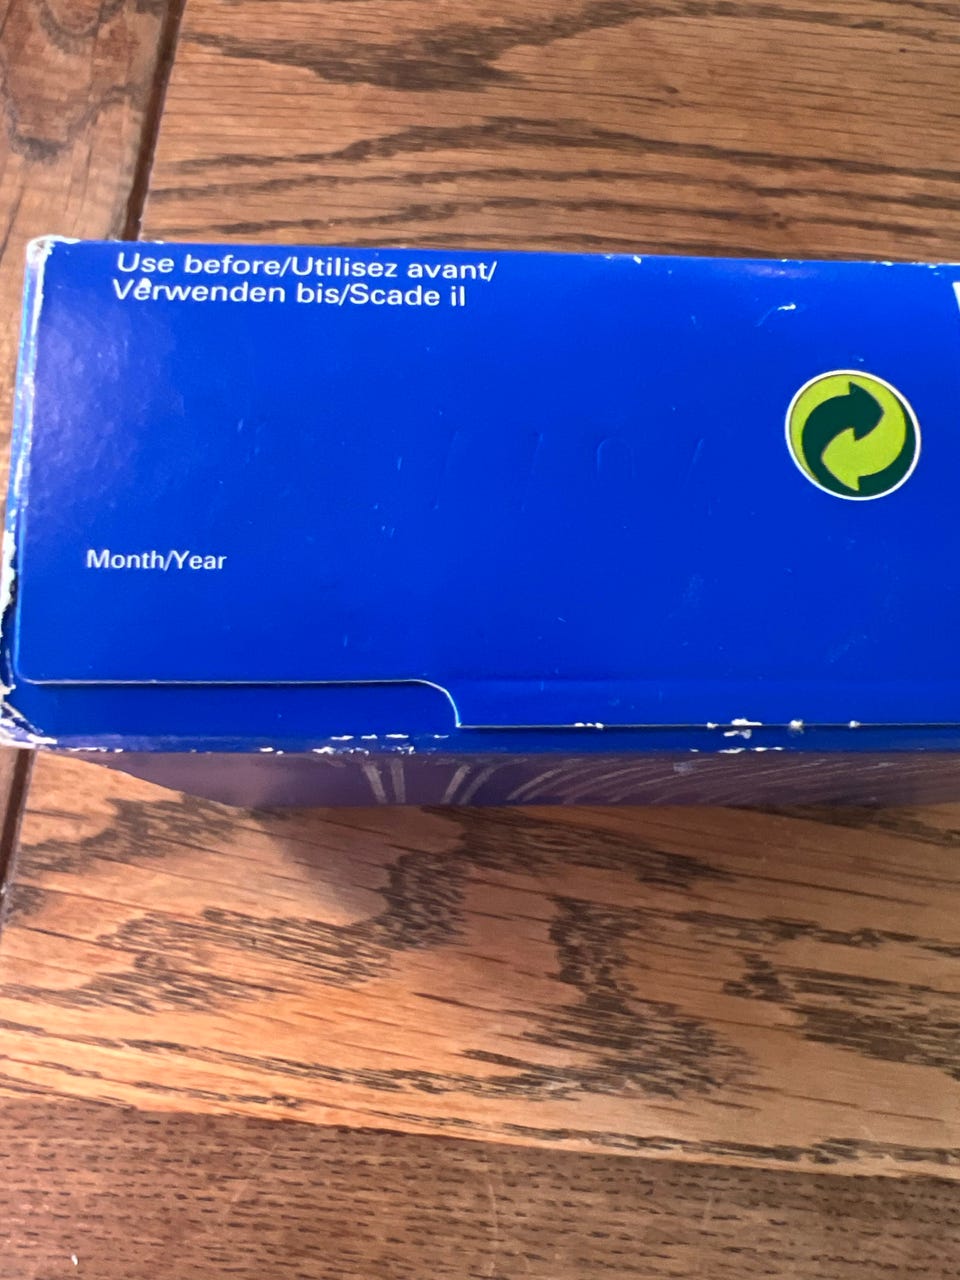 Use before/Utilisez avant/
Verwenden bis/Scade il
Month/Year